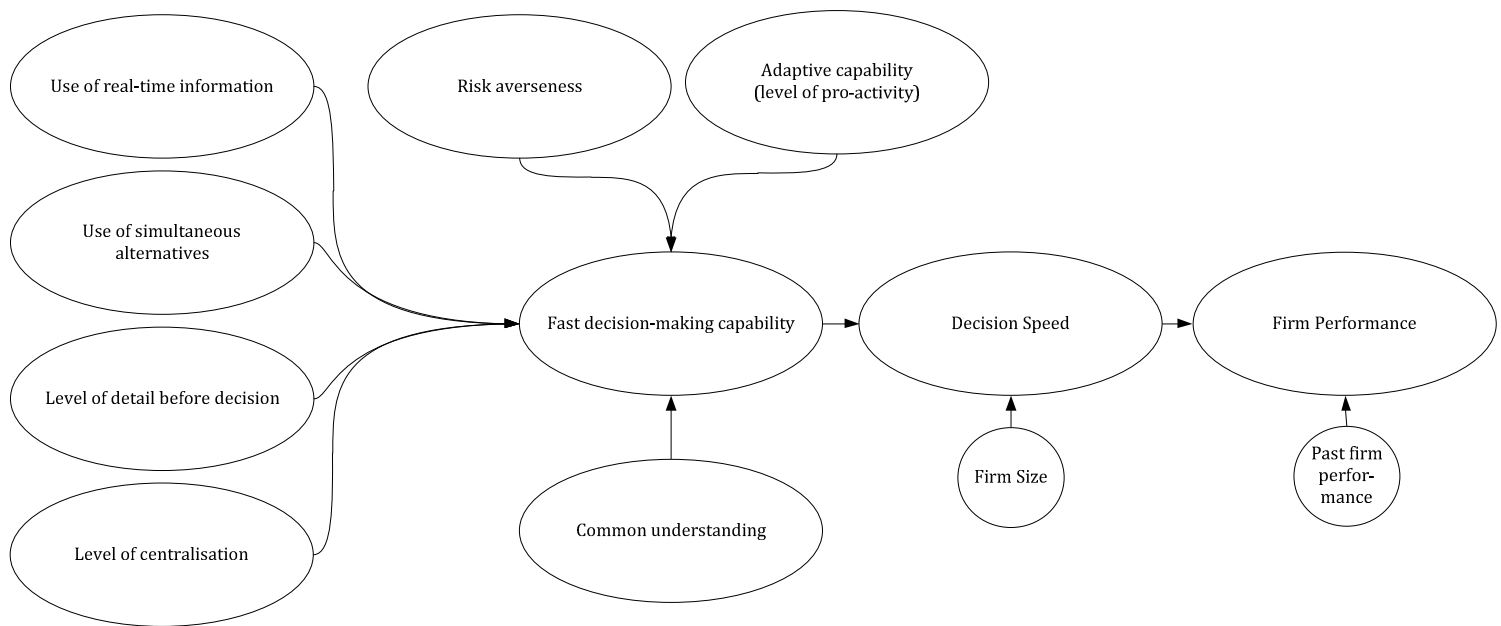 Use of real-time information
Risk averseness
Adaptive capability
(level of pro-activity)
Use of simultaneous
alternatives
Fast decision-making capability
Decision Speed
Firm Performance
Level of detail before decision
Past firm
perfor-
mance
Firm Size
Common understanding
Level of centralisation